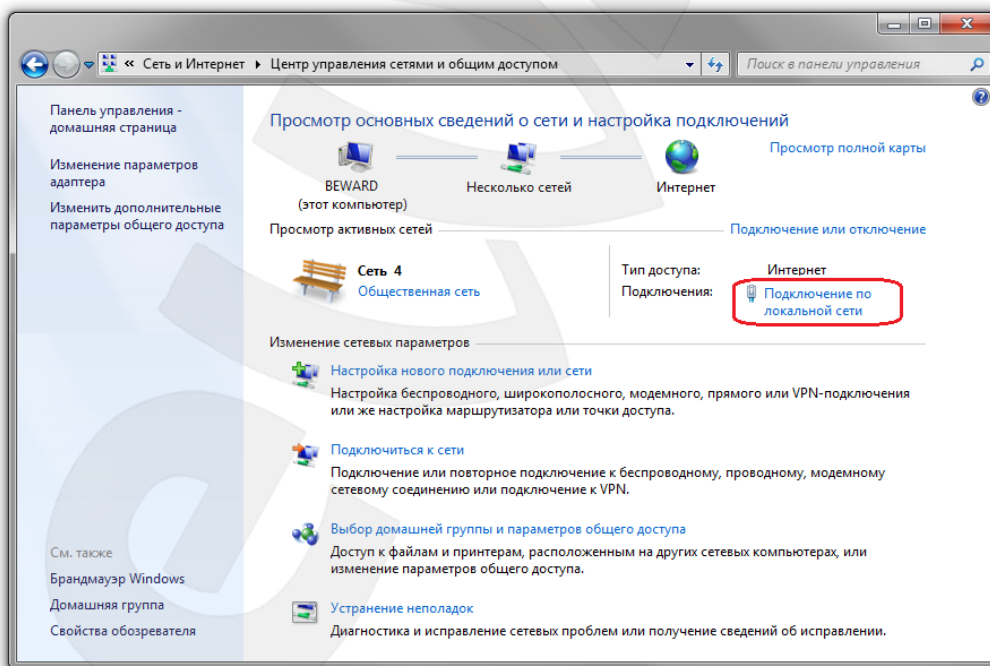 « Сеть и Интернет ▸ Центр управления сетями и общим доступом
Поиск в панели управления
Панель управления -
домашняя страница
Изменение параметров
адаптера
Изменить дополнительные
параметры общего доступа
Просмотр основных сведений о сети и настройка подключений
Просмотр полной карты
BEWARD
(этот компьютер)
Несколько сетей
Интернет
Просмотр активных сетей
Подключение или отключение
Сеть 4
Общественная сеть
Тип доступа: Интернет
Подключения: Подключение по
локальной сети
Изменение сетевых параметров
Настройка нового подключения или сети
Настройка беспроводного, широкополосного, модемного, прямого или VPN-подключения
или же настройка маршрутизатора или точки доступа.
Подключиться к сети
Подключение или повторное подключение к беспроводному, проводному, модемному
сетевому соединению или подключение к VPN.
Выбор домашней группы и параметров общего доступа
Доступ к файлам и принтерам, расположенным на других сетевых компьютерах, или
изменение параметров общего доступа.
Устранение неполадок
Диагностика и исправление сетевых проблем или получение сведений об исправлении.
См. также
Брандмауэр Windows
Домашняя группа
Свойства обозревателя